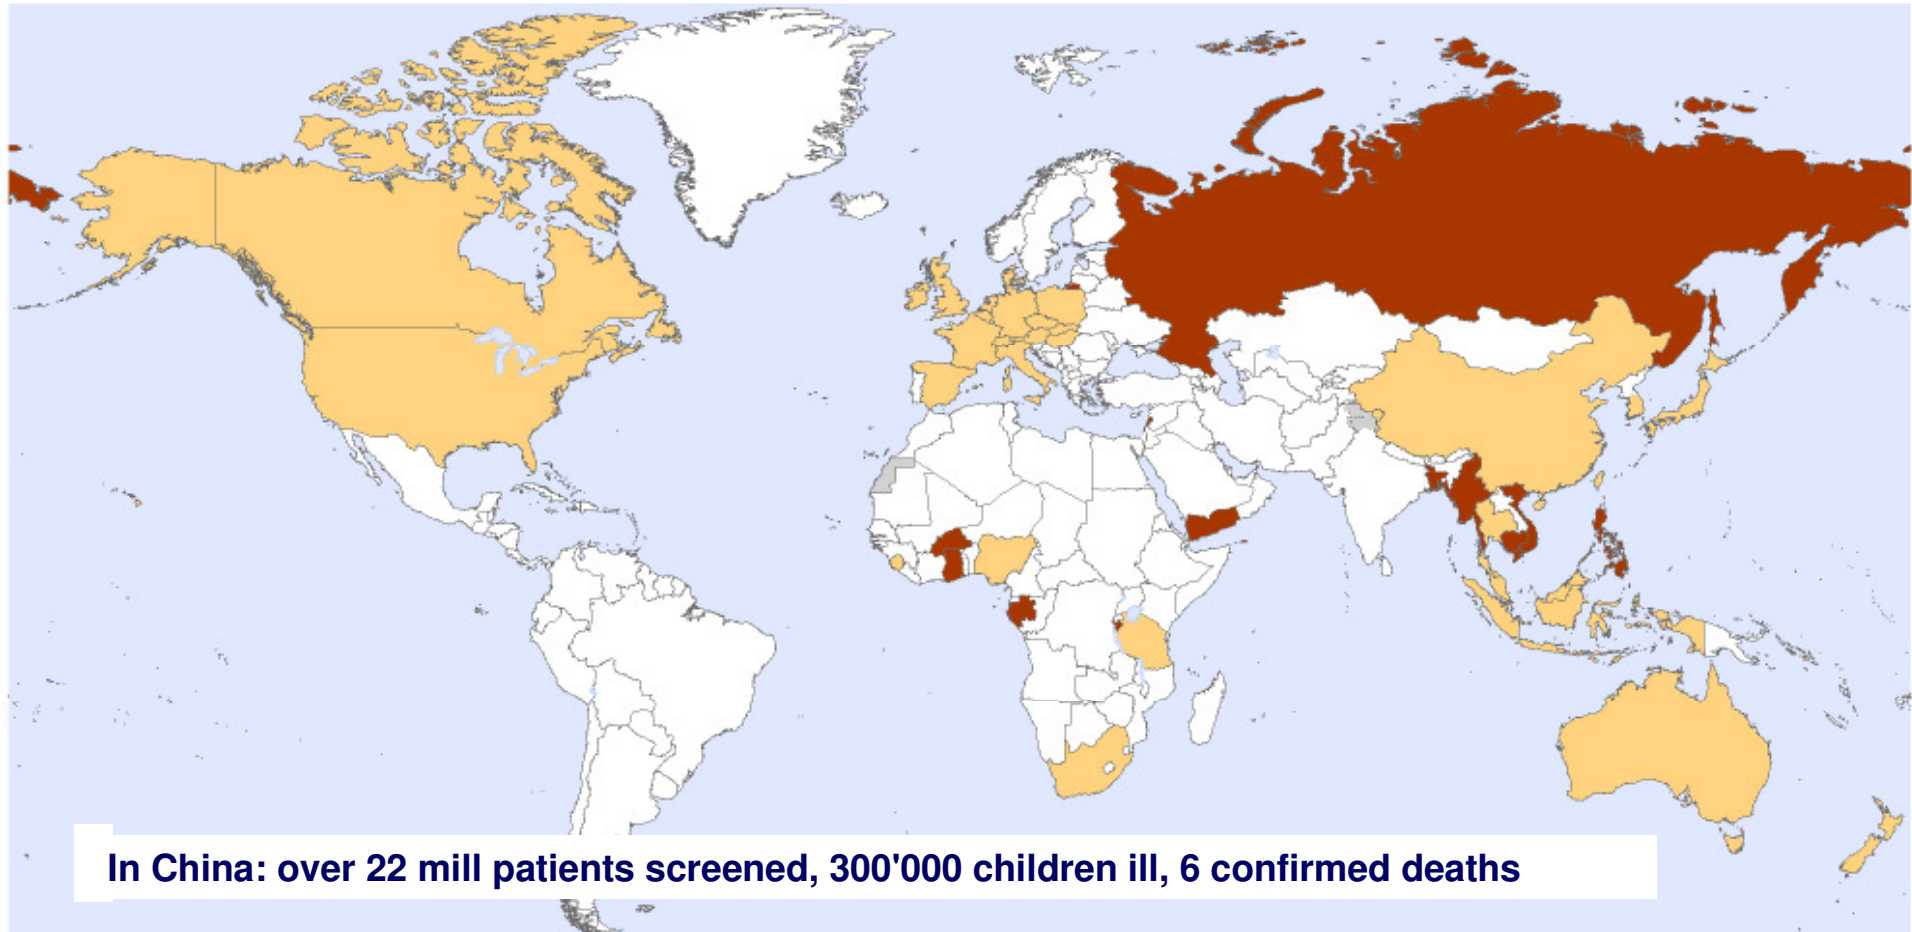 In China: over 22 mill patients screened, 300'000 children ill, 6 confirmed deaths